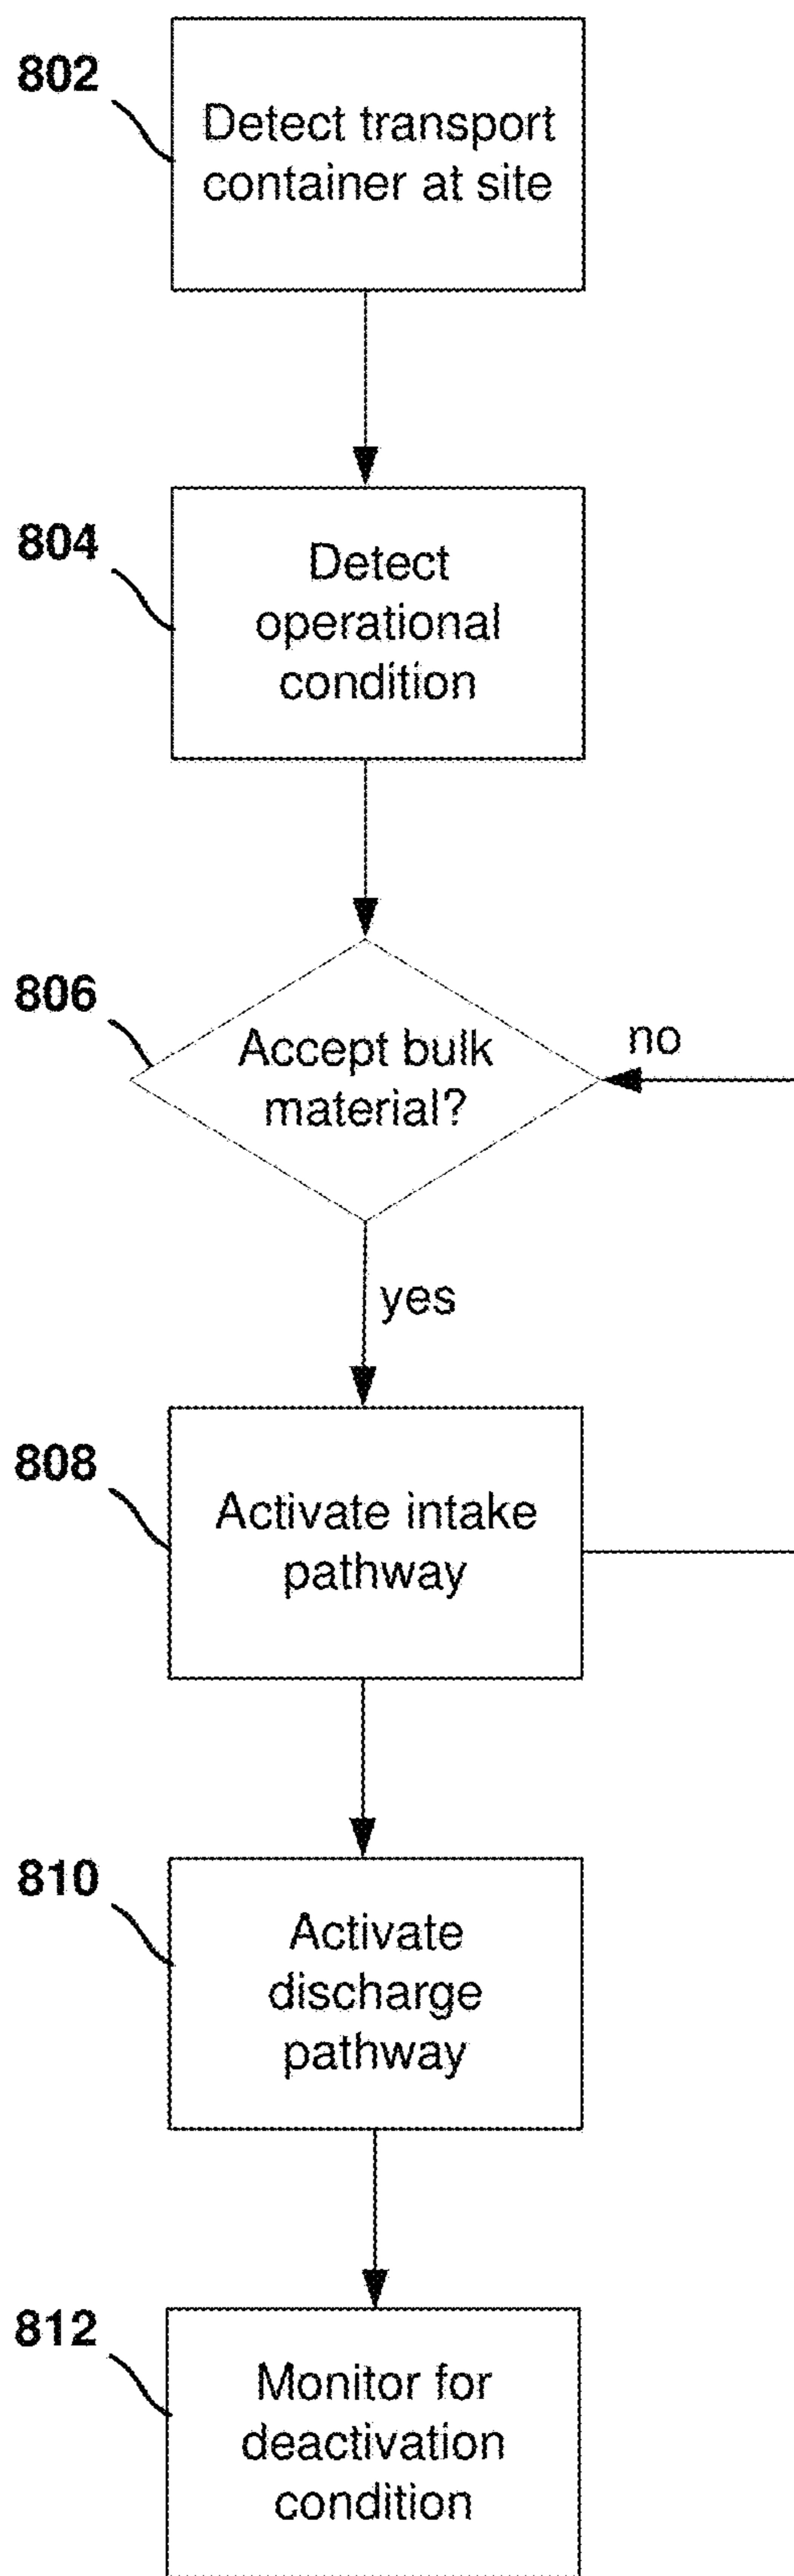 802
Detect transport
container at site
804
Detect
operational
condition
806
Accept bulk
material?
no
yes
808
Activate intake
pathway
810
Activate
discharge
pathway
812
Monitor for
deactivation
condition